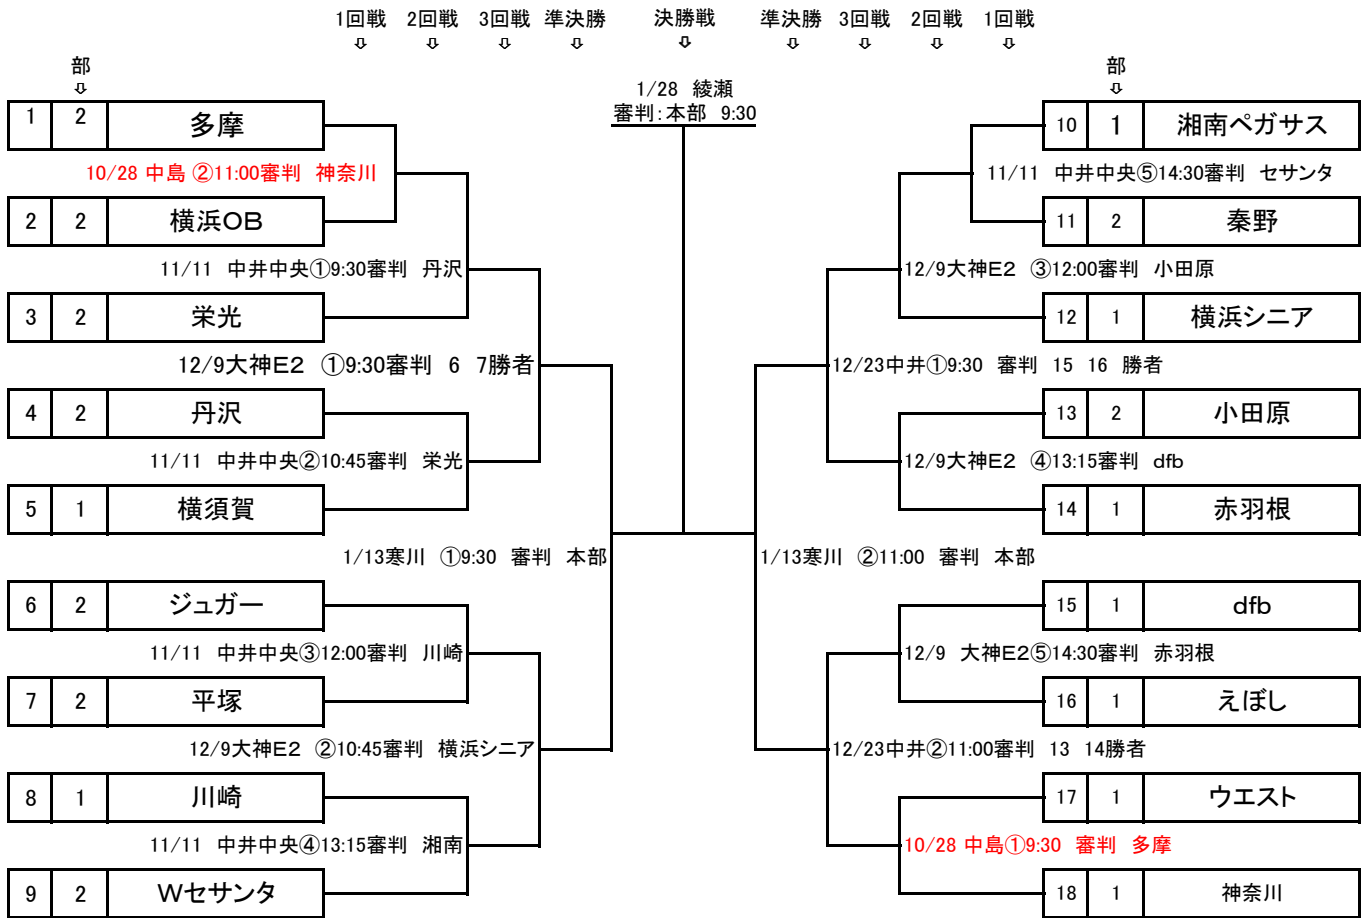 1回戦 2回戦 3回戦 準決勝 決勝戦 準決勝 3回戦 2回戦 1回戦
⇩ ⇩ ⇩ ⇩ ⇩ ⇩ ⇩ ⇩ ⇩
部 部
⇩ ⇩
1/28 綾瀬
審判:本部 9:30
1 2 多摩
10 1 湘南ペガサス
10/28 中島 ②11:00審判 神奈川
11/11 中井中央⑤14:30審判 セサンタ
2 2 横浜OB
11 2 秦野
11/11 中井中央①9:30審判 丹沢
12/9大神E2 ③12:00審判 小田原
3 2 栄光
12 1 横浜シニア
12/9大神E2 ①9:30審判 6 7勝者
12/23中井①9:30 審判 15 16 勝者
4 2 丹沢
13 2 小田原
11/11 中井中央②10:45審判 栄光
12/9大神E2 ④13:15審判 dfb
5 1 横須賀
14 1 赤羽根
1/13寒川 ①9:30 審判 本部
1/13寒川 ②11:00 審判 本部
6 2 ジュガー
15 1 dfb
11/11 中井中央③12:00審判 川崎
12/9 大神E2⑤14:30審判 赤羽根
7 2 平塚
16 1 えぼし
12/9大神E2 ②10:45審判 横浜シニア
12/23中井②11:00審判 13 14勝者
8 1 川崎
17 1 ウエスト
11/11 中井中央④13:15審判 湘南
10/28 中島①9:30 審判 多摩
9 2 Wセサンタ
18 1 神奈川